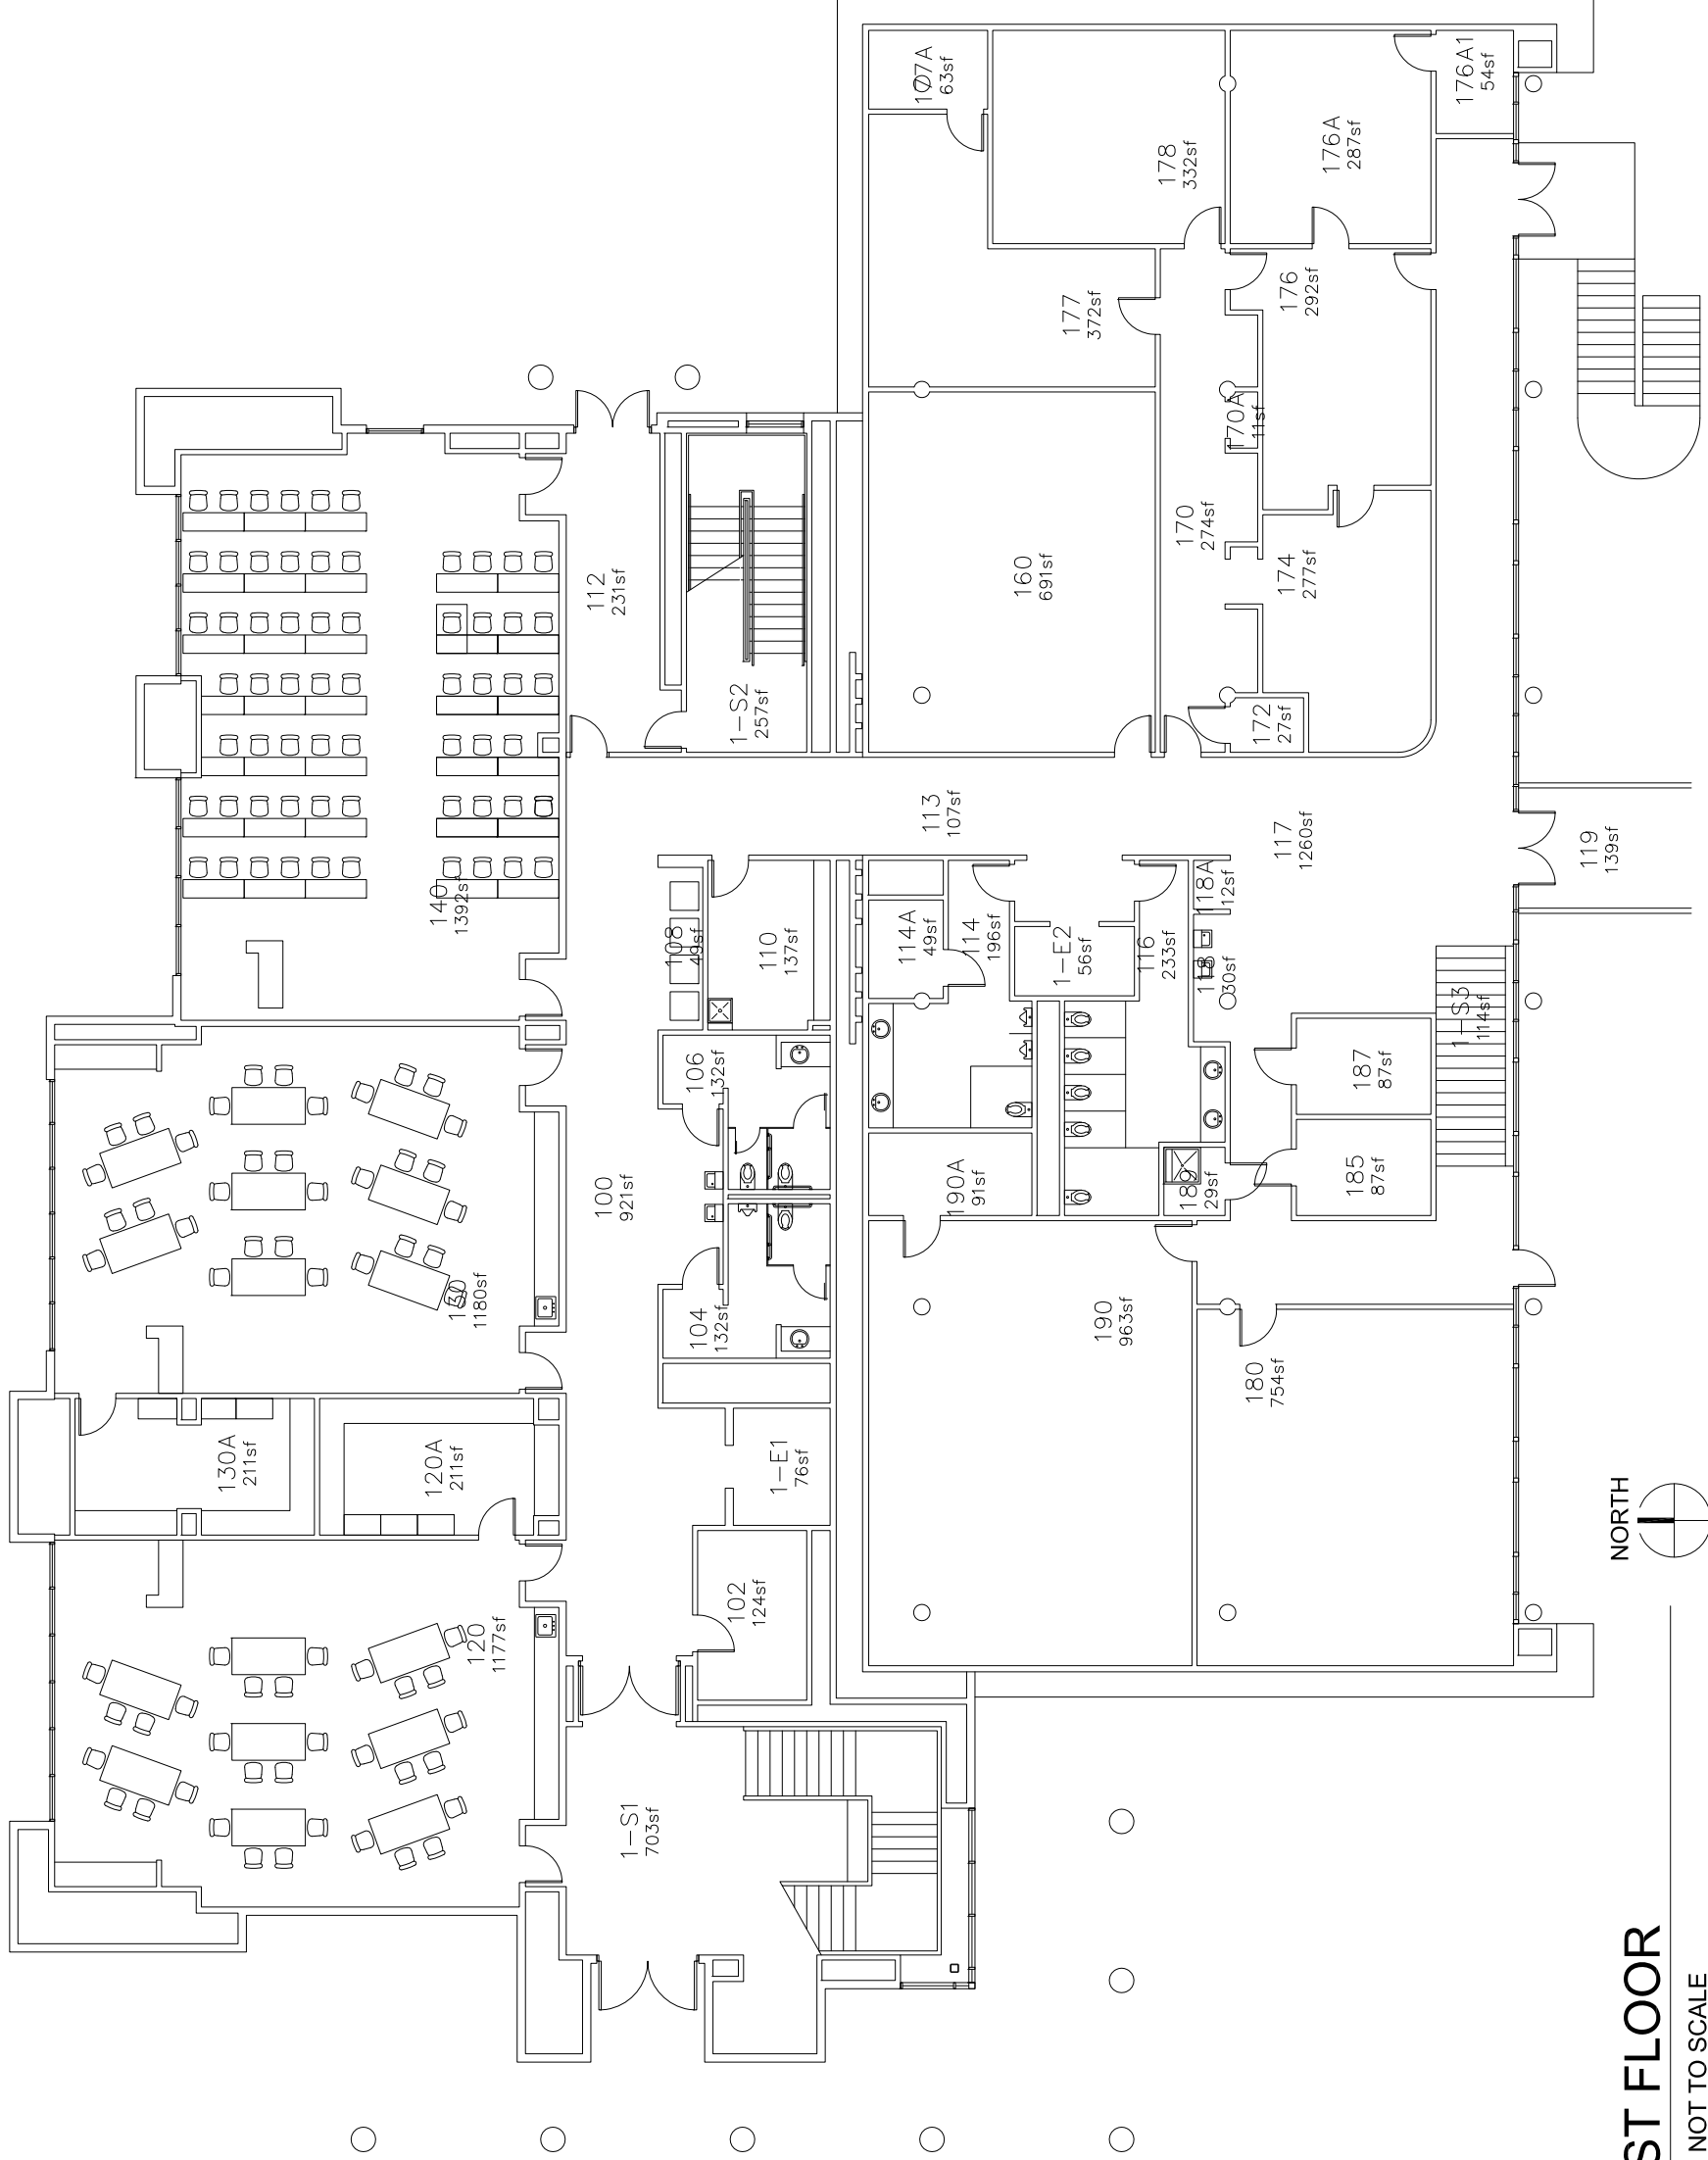 130A
211sf
120A
211sf
130
1180sf
140
1392sf
120
1177sf
100
921sf
112
231sf
1-S1
703sf
108
49sf
104
132sf
106
132sf
102
124sf
1-S2
257sf
1-E1
76sf
110
137sf
114A
49sf
107A
63sf
113
107sf
190A
91sf
114
196sf
160
691sf
1-E2
56sf
177
372sf
190
963sf
116
233sf
178
332sf
170
274sf
189
29sf
118
30sf
118A
12sf
170A
11sf
180
754sf
172
27sf
117
1260sf
174
277sf
176
292sf
176A
287sf
185
87sf
187
87sf
1-S3
114sf
176A1
54sf
119
139sf
NORTH
ST FLOOR
NOT TO SCALE